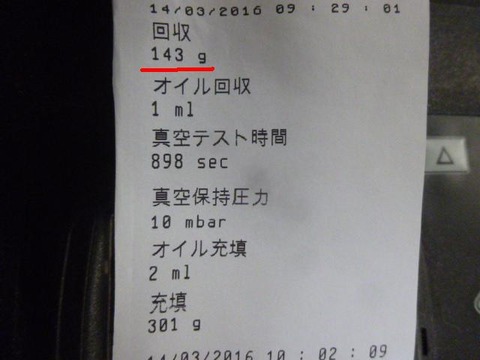 14/03/2016 09 : 29 : 01
回収
143 g
オイル回収
1 ml
真空テスト時間
898 sec
真空保持圧力
10 mbar
オイル充填
2 ml
充填
301 g
14/03/2016 10 : 02 : 09